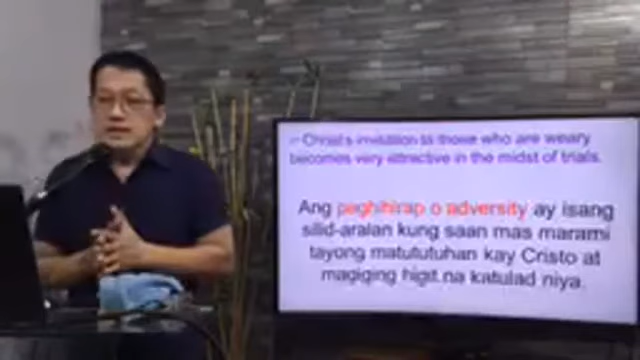 Christ's invitation to those who are weary
becomes very attractive in the midst of trials.
Ang paghihirap o adversity ay isang
silid-aralan kung saan mas marami
tayong matututuhan kay Cristo at
magiging higit na katulad niya.